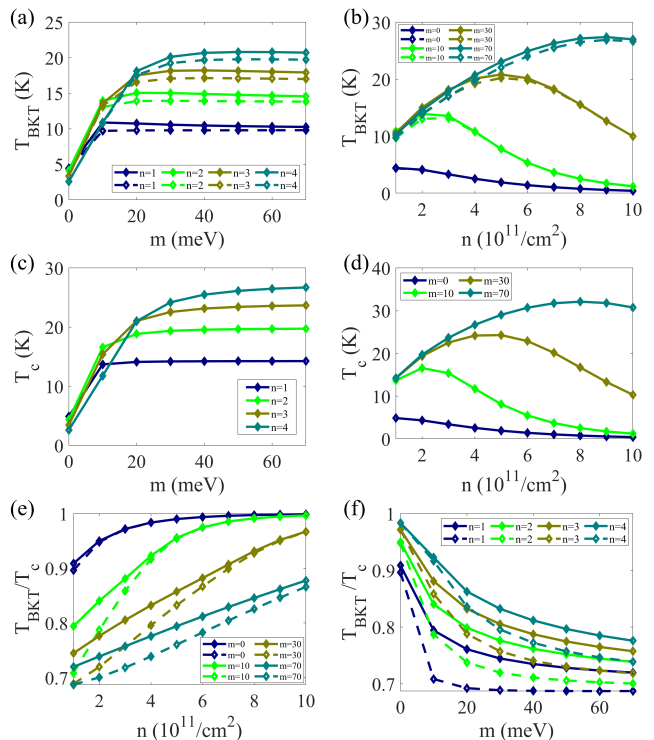 (a)
25
20
15
10
5
0
T_BKT (K)
n=1 n=2 n=3 n=4
n=1 n=2 n=3 n=4
0 20 40 60
m (meV)
(b)
30
20
10
0
T_BKT (K)
m=0 m=30
m=0 m=30
m=10 m=70
m=10 m=70
2 4 6 8 10
n (10^11/cm^2)
(c)
30
20
10
0
T_c (K)
n=1
n=2
n=3
n=4
0 20 40 60
m (meV)
(d)
40
30
20
10
0
T_c (K)
m=0 m=30
m=10 m=70
2 4 6 8 10
n (10^11/cm^2)
(e)
1
0.9
0.8
0.7
T_BKT/T_c
m=0 m=30
m=0 m=30
m=10 m=70
m=10 m=70
2 4 6 8 10
n (10^11/cm^2)
(f)
1
0.9
0.8
0.7
T_BKT/T_c
n=1 n=2 n=3 n=4
n=1 n=2 n=3 n=4
0 20 40 60
m (meV)